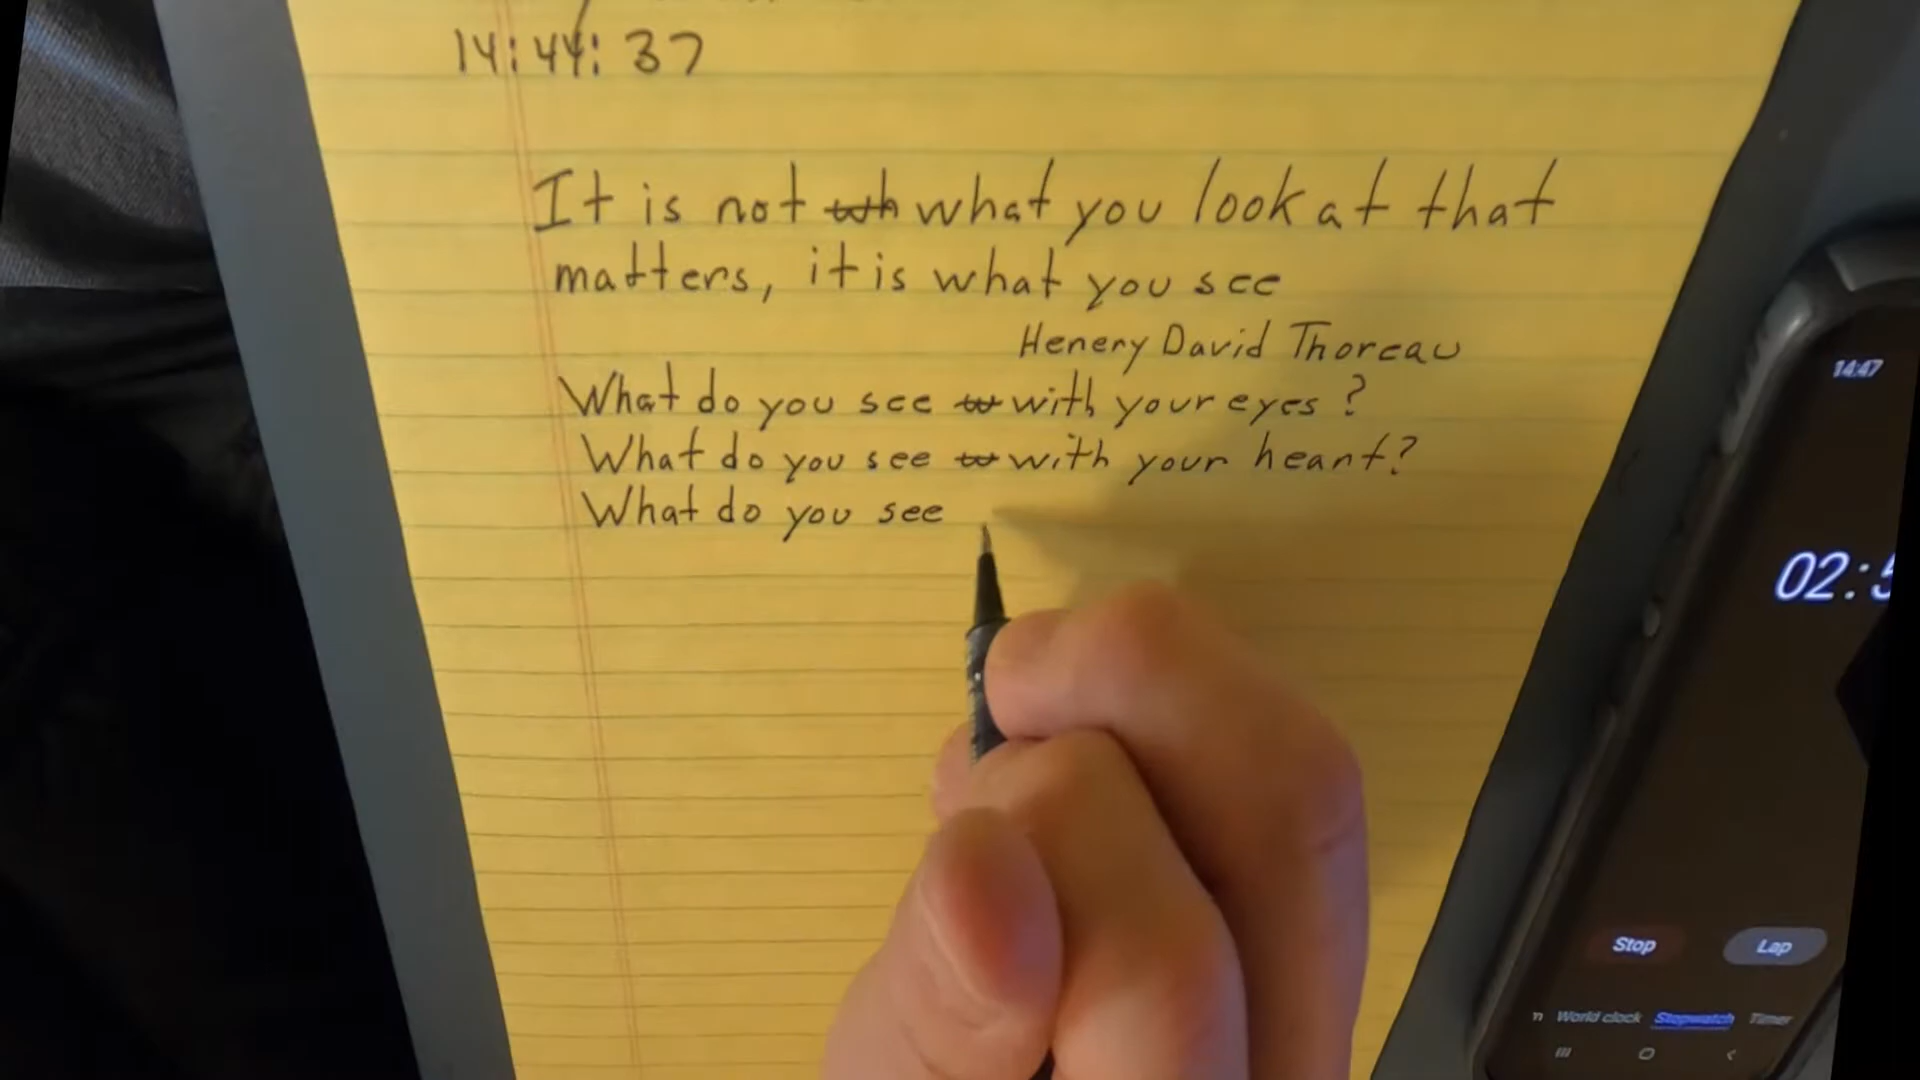 14:44:37
It is not wh what you look at that
matters, it is what you see
Henery David Thoreau
What do you see w with your eyes?
What do you see w with your heart?
What do you see
14:47
02:5
Stop
Lap
World clock
Stopwatch
Timer